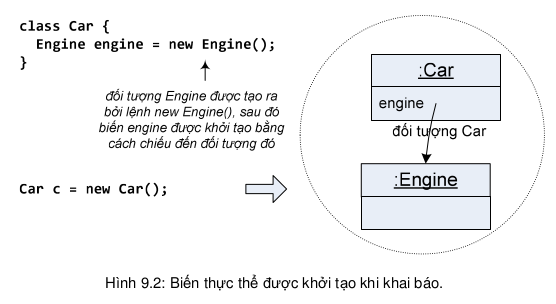 class Car {
Engine engine = new Engine();
}
đối tượng Engine được tạo ra
bởi lệnh new Engine(), sau đó
biến engine được khởi tạo bằng
cách chiếu đến đối tượng đó
Car c = new Car();
:Car
engine
đối tượng Car
:Engine
Hình 9.2: Biến thực thể được khởi tạo khi khai báo.